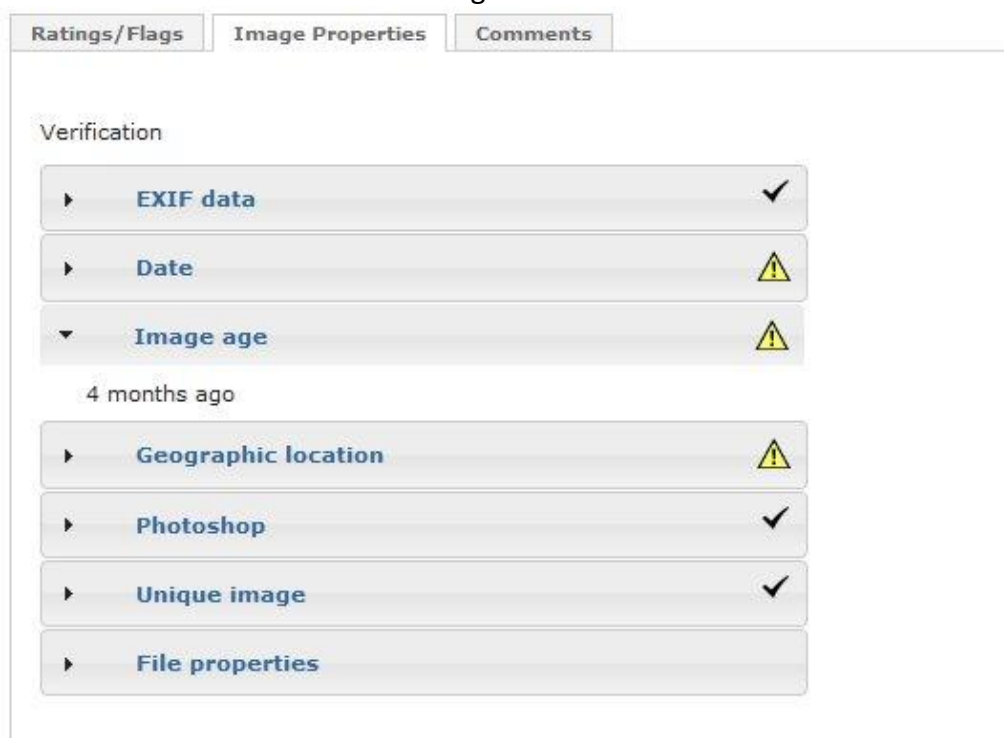 Ratings/Flags Image Properties Comments
Verification
EXIF data
Date
Image age
4 months ago
Geographic location
Photoshop
Unique image
File properties